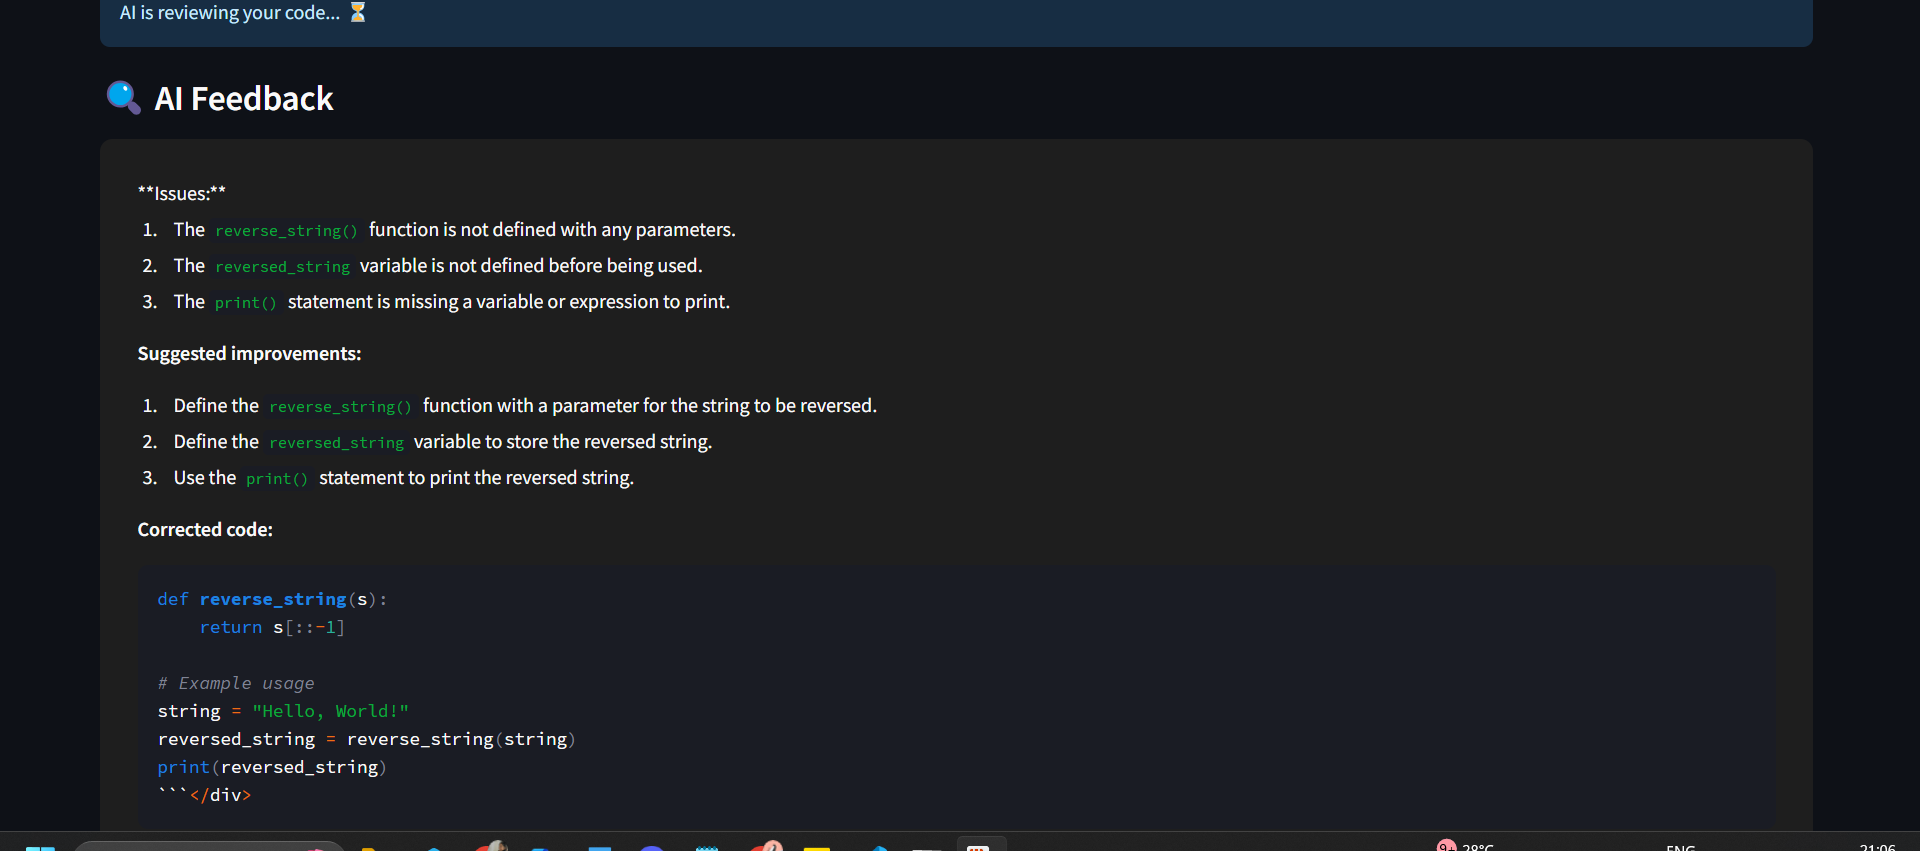 AI is reviewing your code... ⏳
AI Feedback
**Issues:**
1. The reverse_string() function is not defined with any parameters.
2. The reversed_string variable is not defined before being used.
3. The print() statement is missing a variable or expression to print.
Suggested improvements:
1. Define the reverse_string() function with a parameter for the string to be reversed.
2. Define the reversed_string variable to store the reversed string.
3. Use the print() statement to print the reversed string.
Corrected code:
def reverse_string(s):
    return s[::-1]
# Example usage
string = "Hello, World!"
reversed_string = reverse_string(string)
print(reversed_string)
```</div>
9+ 28°C ENG 21:06